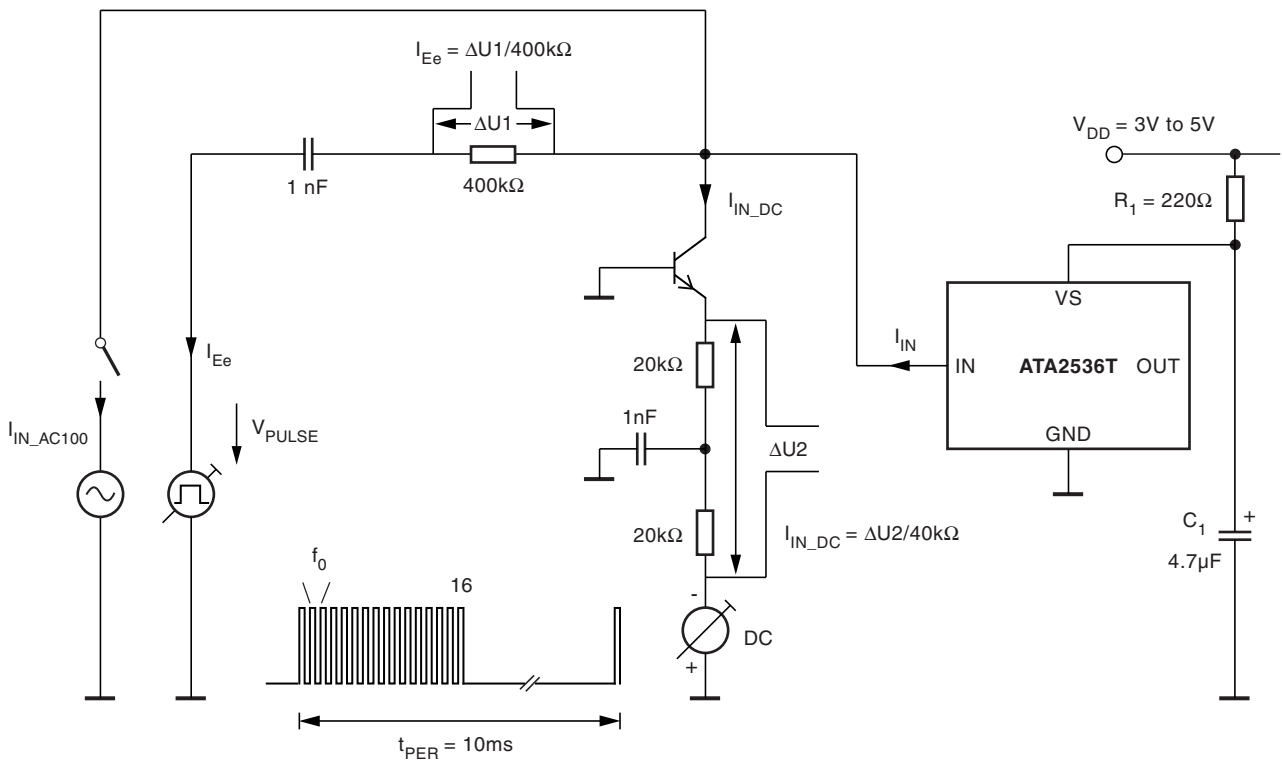 I_Ee = ΔU1/400kΩ
ΔU1
1 nF
400kΩ
V_DD = 3V to 5V
R_1 = 220Ω
I_IN_DC
VS
I_Ee
I_IN
IN
ATA2536T
OUT
20kΩ
I_IN_AC100
V_PULSE
1nF
GND
ΔU2
20kΩ
I_IN_DC = ΔU2/40kΩ
C_1
+
4.7µF
f_0
16
-
DC
+
t_PER = 10ms